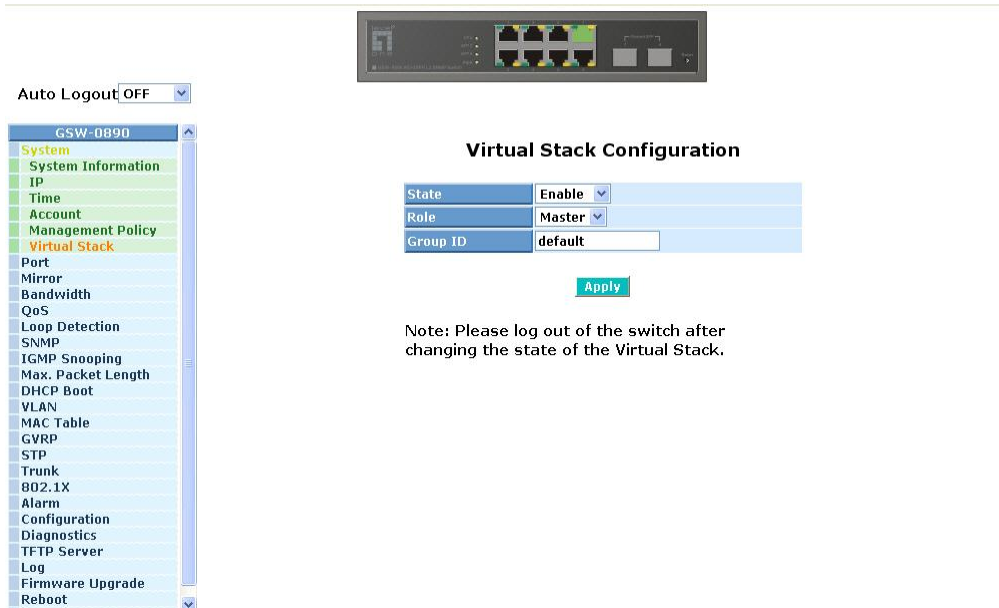 Auto Logout OFF
GSW-0890
System
System Information
IP
Time
Account
Management Policy
Virtual Stack
Port
Mirror
Bandwidth
QoS
Loop Detection
SNMP
IGMP Snooping
Max. Packet Length
DHCP Boot
VLAN
MAC Table
GVRP
STP
Trunk
802.1X
Alarm
Configuration
Diagnostics
TFTP Server
Log
Firmware Upgrade
Reboot
Virtual Stack Configuration
State Enable
Role Master
Group ID default
Apply
Note: Please log out of the switch after
changing the state of the Virtual Stack.